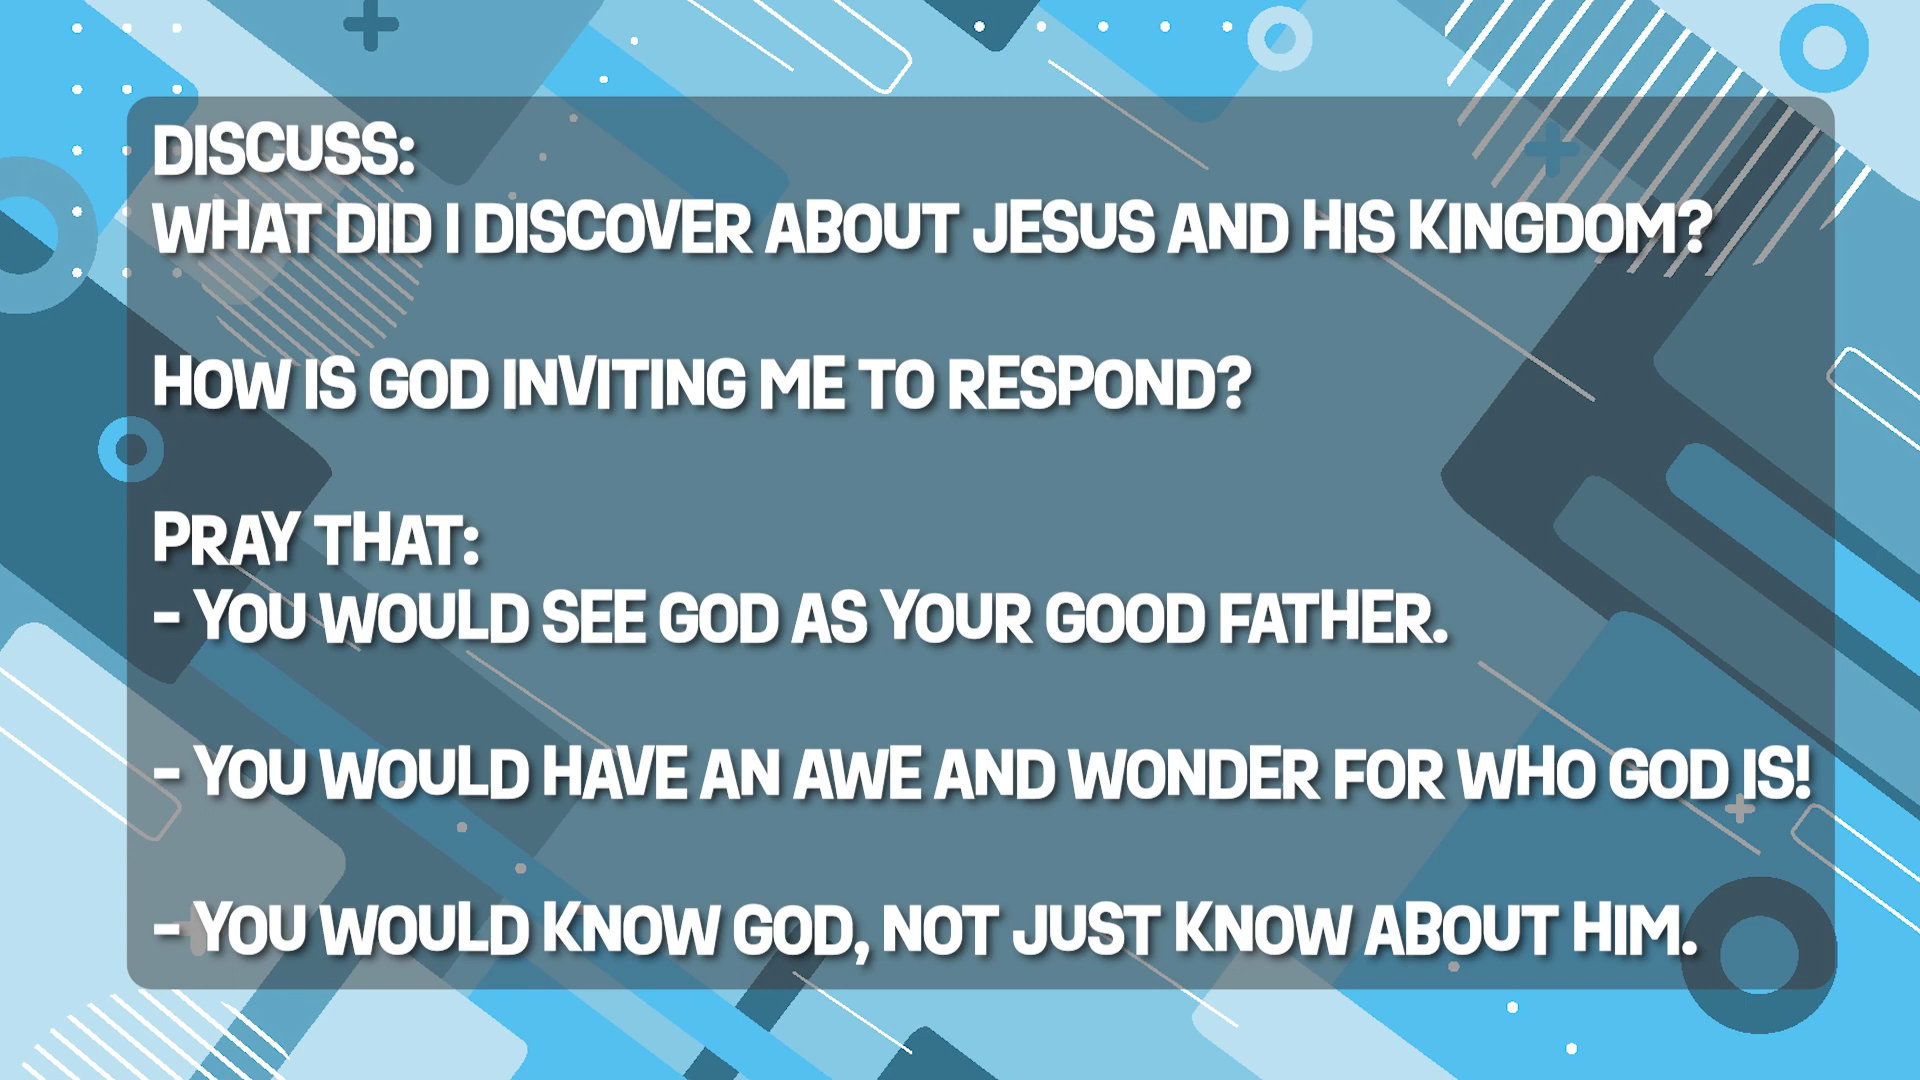 DISCUSS:
WHAT DID I DISCOVER ABOUT JESUS AND HIS KINGDOM?
HOW IS GOD INVITING ME TO RESPOND?
PRAY THAT:
- YOU WOULD SEE GOD AS YOUR GOOD FATHER.
- YOU WOULD HAVE AN AWE AND WONDER FOR WHO GOD IS!
- YOU WOULD KNOW GOD, NOT JUST KNOW ABOUT HIM.